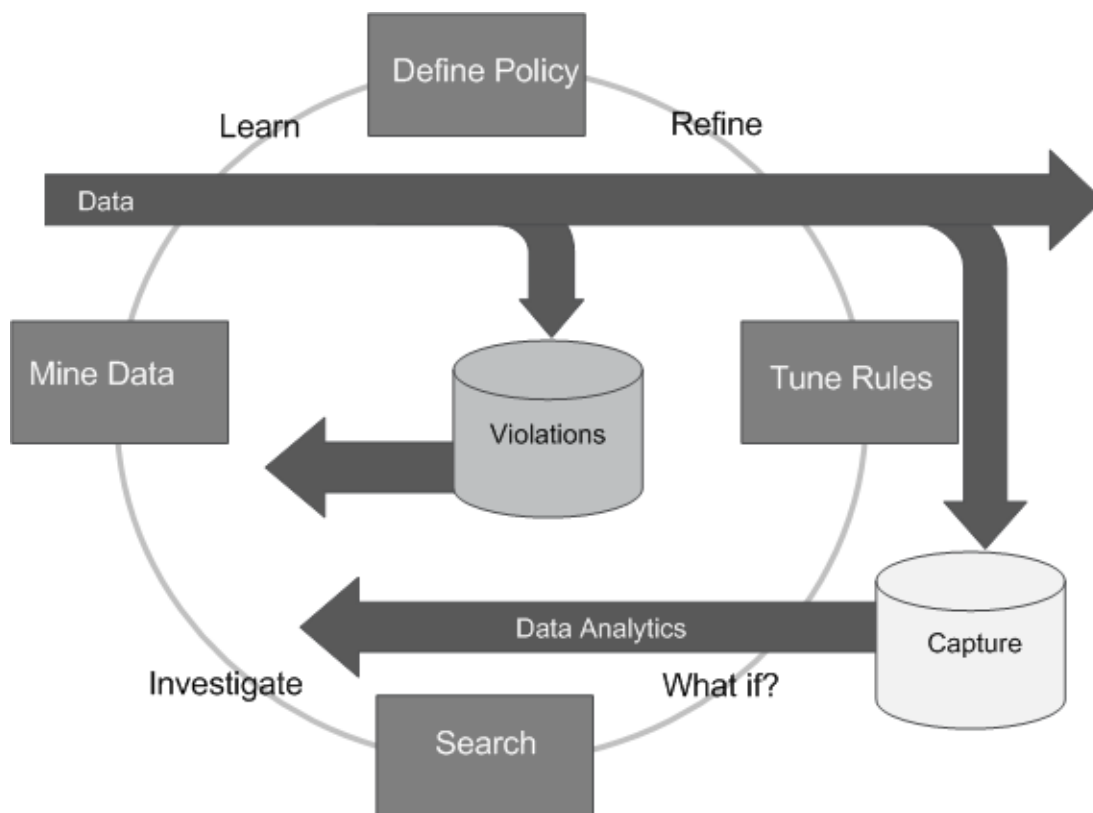 Define Policy
Learn
Refine
Data
Mine Data
Tune Rules
Violations
Data Analytics
Capture
Investigate
What if?
Search